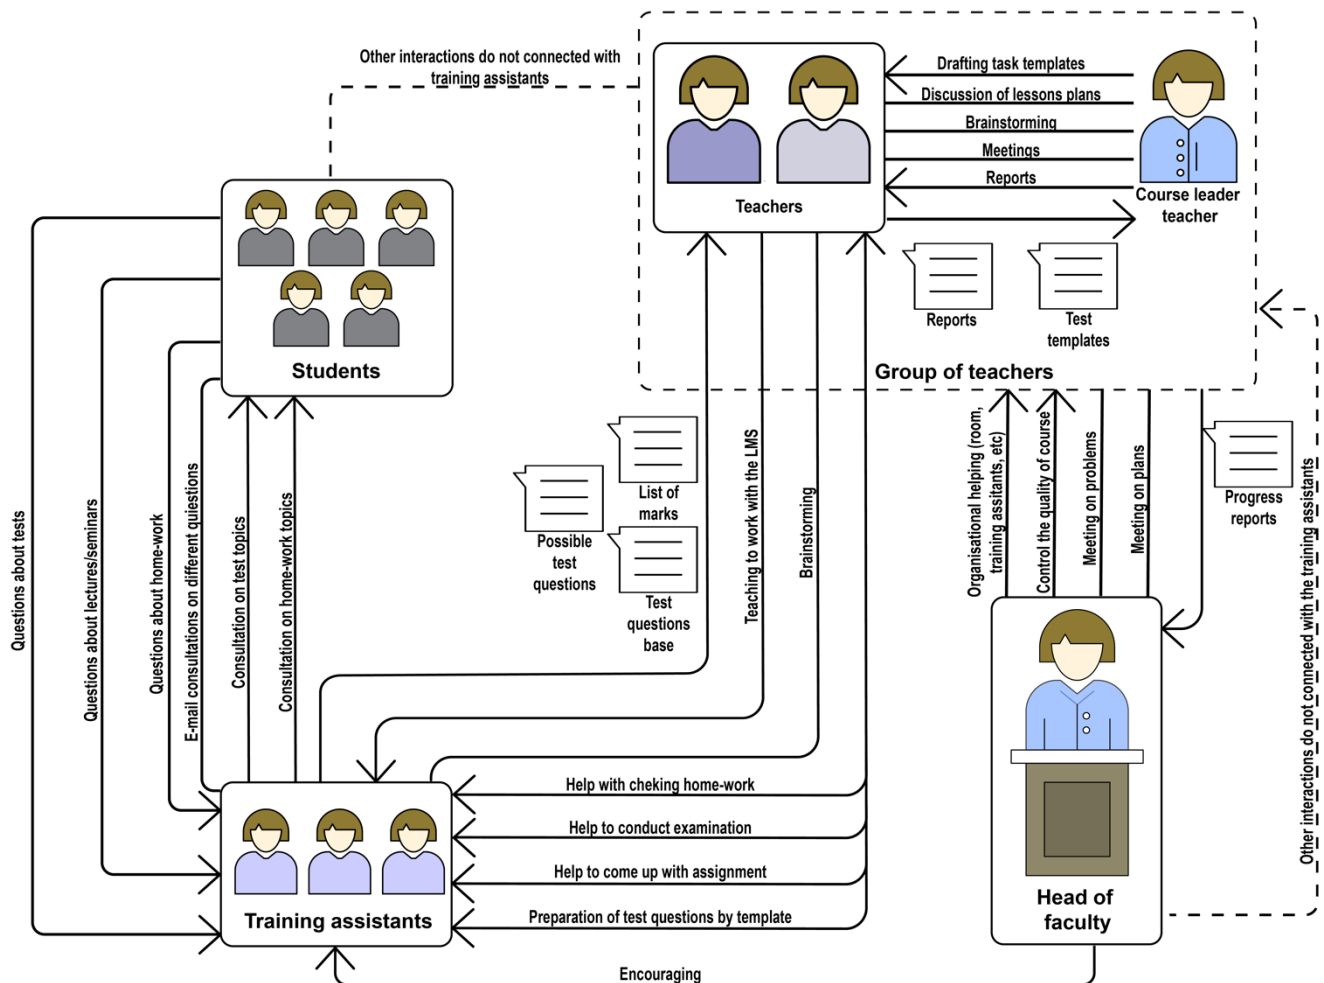 Other interactions do not connected with
training assistants
Drafting task templates
Discussion of lessons plans
Brainstorming
Meetings
Reports
Course leader
teacher
Teachers
Reports
Test
templates
Group of teachers
Students
Questions about tests
Questions about lectures/seminars
Questions about home-work
E-mail consultations on different quiestions
Consultation on test topics
Consultation on home-work topics
List of
marks
Possible
test
questions
Test
questions
base
Teaching to work with the LMS
Brainstorming
Organisational helping (room,
training assitants, etc)
Control the quality of course
Meeting on problems
Meeting on plans
Progress
reports
Other interactions do not connected with the training assistants
Help with cheking home-work
Help to conduct examination
Help to come up with assignment
Preparation of test questions by template
Training assistants
Head of
faculty
Encouraging